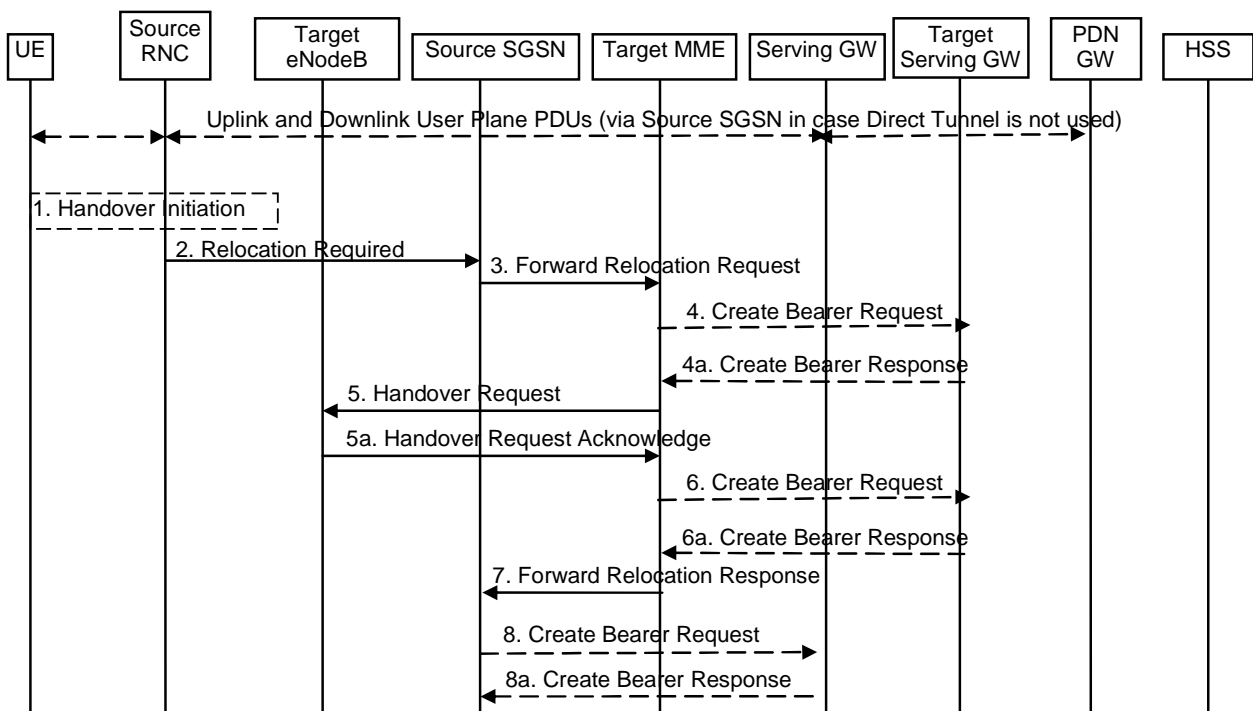 UE
Source
RNC
Target
eNodeB
Source SGSN
Target MME
Serving GW
Target
Serving GW
PDN
GW
HSS
Uplink and Downlink User Plane PDUs (via Source SGSN in case Direct Tunnel is not used)
1. Handover Initiation
2. Relocation Required
3. Forward Relocation Request
4. Create Bearer Request
4a. Create Bearer Response
5. Handover Request
5a. Handover Request Acknowledge
6. Create Bearer Request
6a. Create Bearer Response
7. Forward Relocation Response
8. Create Bearer Request
8a. Create Bearer Response